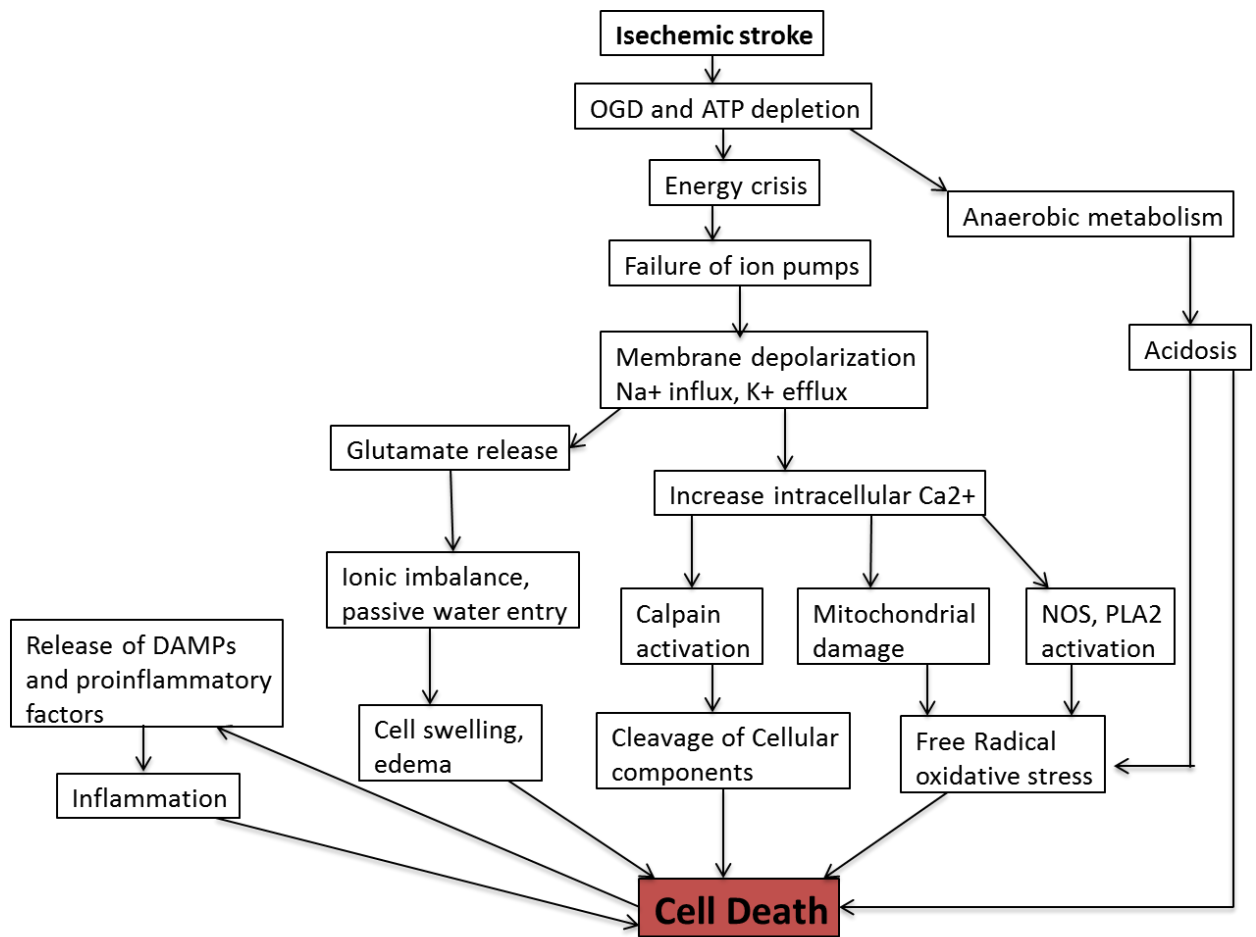 Isechemic stroke
OGD and ATP depletion
Energy crisis
Anaerobic metabolism
Failure of ion pumps
Acidosis
Membrane depolarization
Na+ influx, K+ efflux
Glutamate release
Increase intracellular Ca2+
Ionic imbalance,
passive water entry
Calpain
activation
Mitochondrial
damage
NOS, PLA2
activation
Release of DAMPs
and proinflammatory
factors
Cell swelling,
edema
Cleavage of Cellular
components
Free Radical
oxidative stress
Inflammation
Cell Death